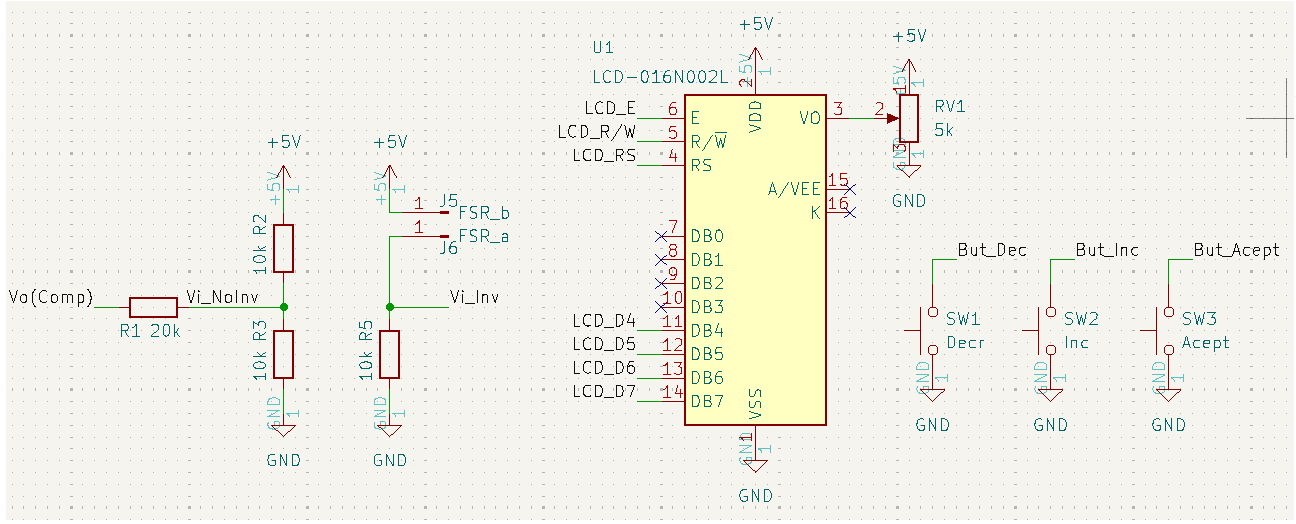 +5V
+5V
1
J5
1
FSR_b
1
FSR_a
J6
+5V
1
+5V
1
10k R2
Vo(Comp)
Vi_NoInv
Vi_Inv
R1 20k
10k R3
10k R5
GND
1
GND
1
GND
GND
U1
LCD-016N002L
+5V
+5V
1
2
VDD
LCD_E
6
E
LCD_R/W
5
R/W
LCD_RS
4
RS
VO
3
2
A/VEE
15
K
16
7
DB0
8
DB1
9
DB2
10
DB3
LCD_D4
11
DB4
LCD_D5
12
DB5
LCD_D6
13
DB6
LCD_D7
14
DB7
VSS
1
GND
1
GND
+5V
1
RV1
5k
3
GND
1
GND
But_Dec
But_Inc
But_Acept
SW1
Decr
SW2
Inc
SW3
Acept
GND
1
GND
1
GND
1
GND
GND
GND